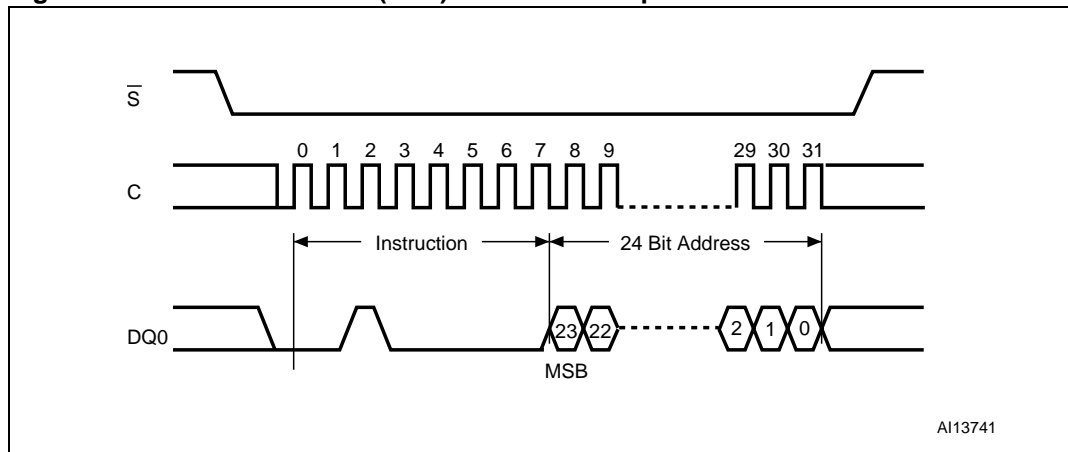 S
0 1 2 3 4 5 6 7 8 9 29 30 31
C
Instruction 24 Bit Address
DQ0 23 22 2 1 0
MSB
AI13741